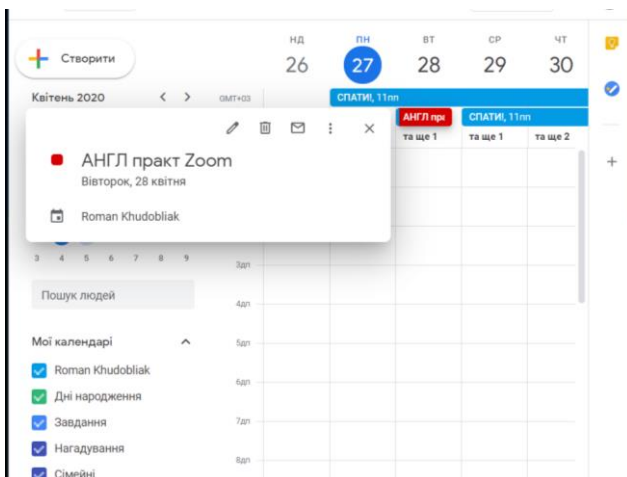 Створити
НД ПН ВТ СР ЧТ
26 27 28 29 30
Квітень 2020
GMT+03
СПАТИ!, 11пп
АНГЛ пра
СПАТИ!, 11пп
та ще 1 та ще 1 та ще 2
АНГЛ практ Zoom
Вівторок, 28 квітня
Roman Khudobliak
3 4 5 6 7 8 9
3дп
Пошук людей
4дп
Мої календарі
5дп
Roman Khudobliak
6дп
Дні народження
Завдання
7дп
Нагадування
8дп
Сімейні